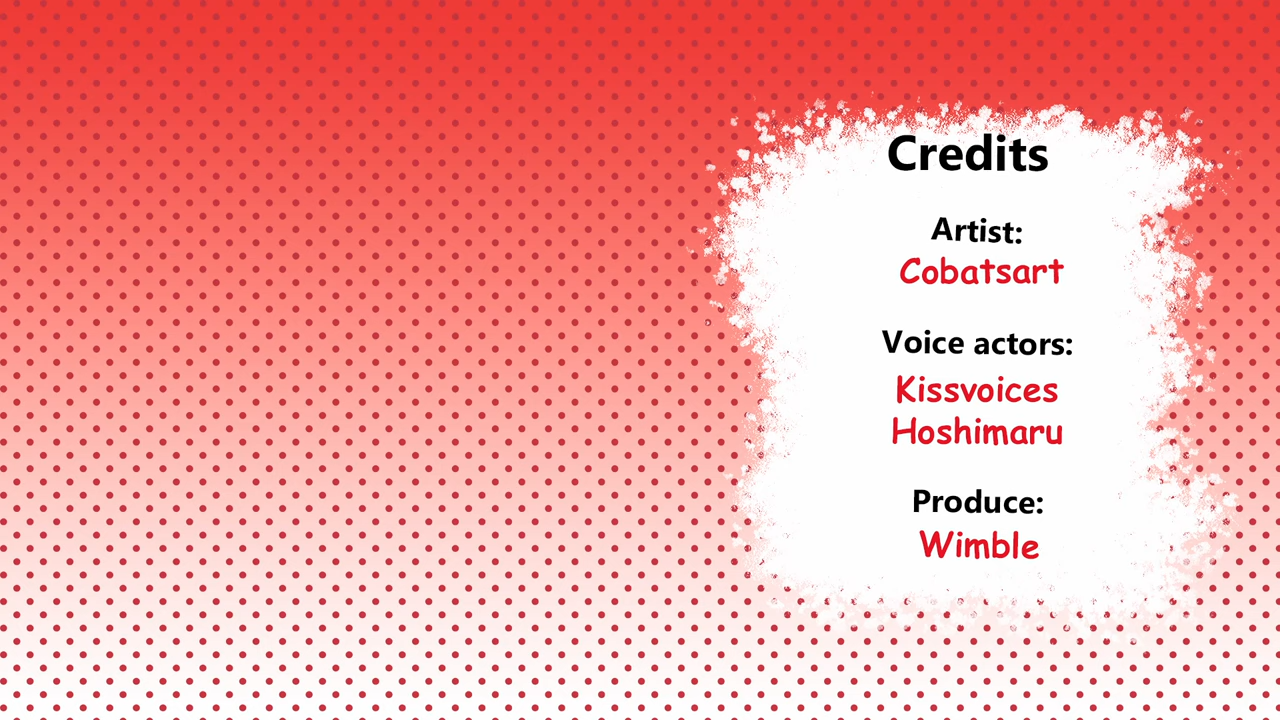 Credits
Artist:
Cobatsart
Voice actors:
Kissvoices
Hoshimaru
Produce:
Wimble